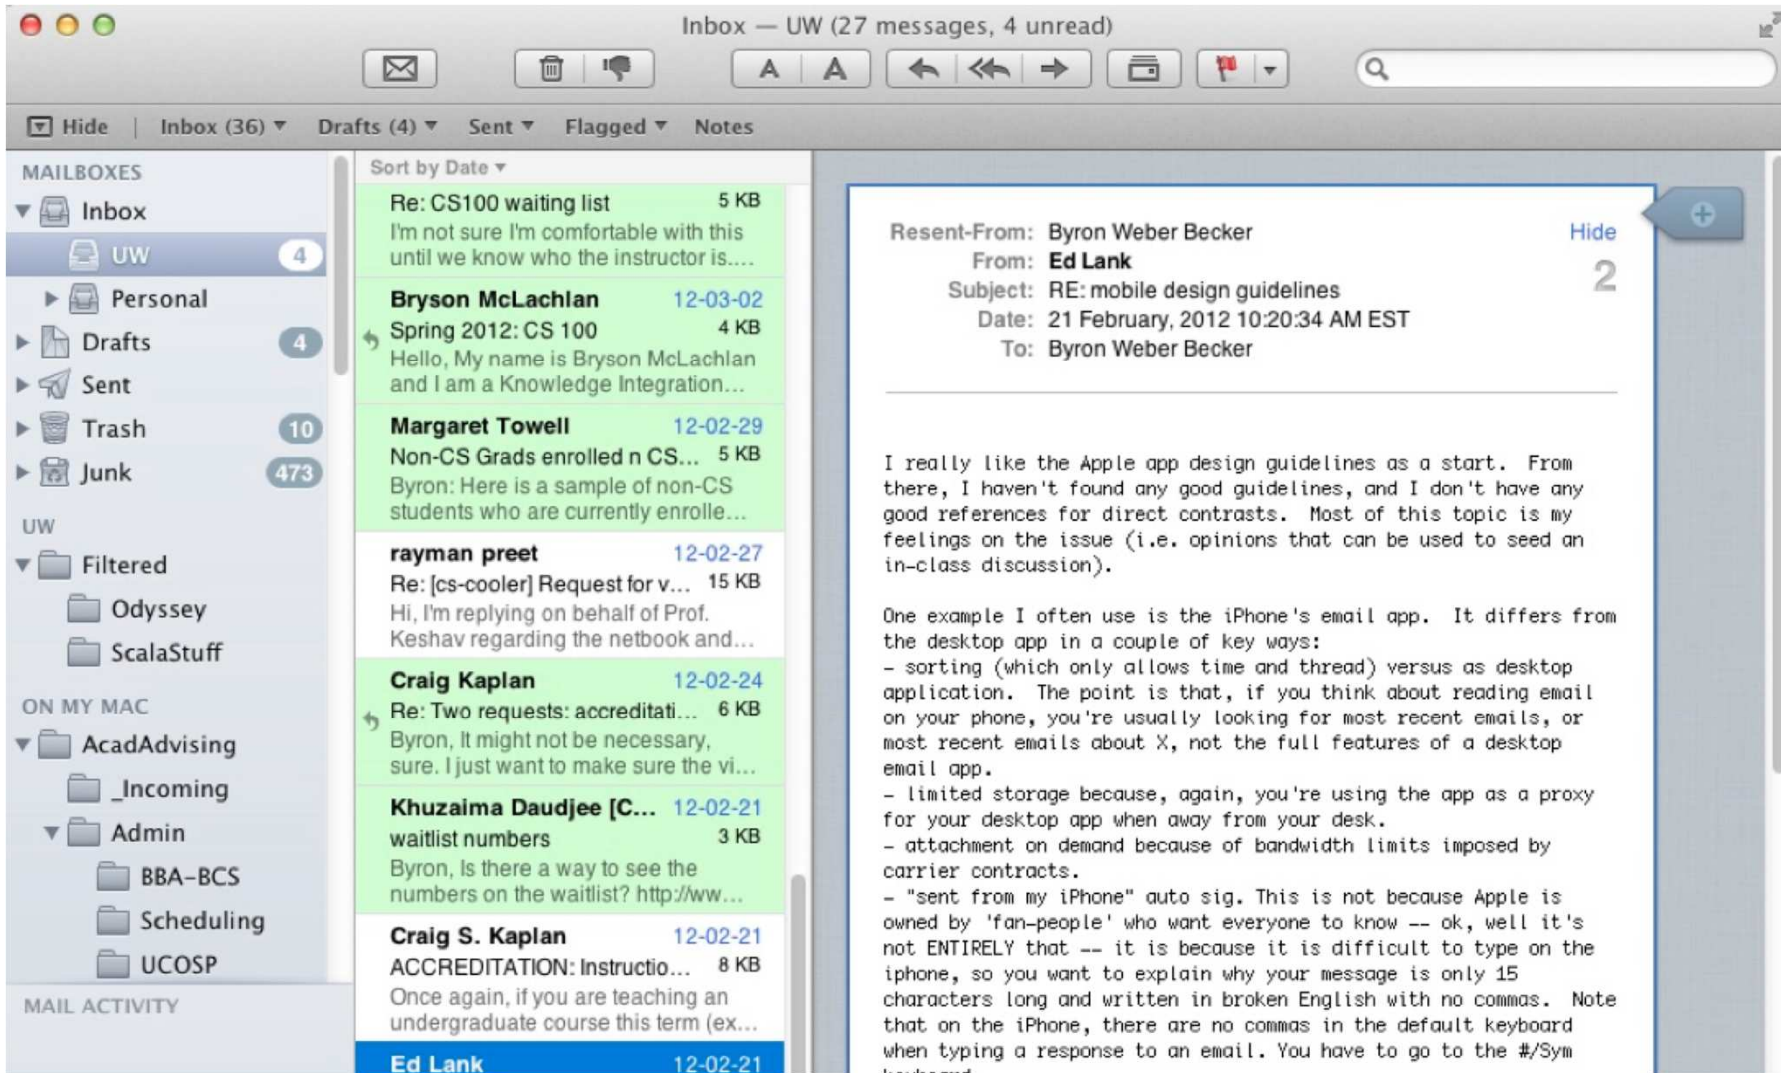 Inbox — UW (27 messages, 4 unread)
A A
Hide Inbox (36) Drafts (4) Sent Flagged Notes
MAILBOXES
Inbox
UW 4
Personal
Drafts 4
Sent
Trash 10
Junk 473
UW
Filtered
Odyssey
ScalaStuff
ON MY MAC
AcadAdvising
_Incoming
Admin
BBA-BCS
Scheduling
UCOSP
MAIL ACTIVITY
Sort by Date
Re: CS100 waiting list 5 KB
I'm not sure I'm comfortable with this
until we know who the instructor is....
Bryson McLachlan 12-03-02
Spring 2012: CS 100 4 KB
Hello, My name is Bryson McLachlan
and I am a Knowledge Integration...
Margaret Towell 12-02-29
Non-CS Grads enrolled n CS... 5 KB
Byron: Here is a sample of non-CS
students who are currently enrolle...
rayman preet 12-02-27
Re: [cs-cooler] Request for v... 15 KB
Hi, I'm replying on behalf of Prof.
Keshav regarding the netbook and...
Craig Kaplan 12-02-24
Re: Two requests: accreditati... 6 KB
Byron, It might not be necessary,
sure. I just want to make sure the vi...
Khuzaima Daudjee [C... 12-02-21
waitlist numbers 3 KB
Byron, Is there a way to see the
numbers on the waitlist? http://ww...
Craig S. Kaplan 12-02-21
ACCREDITATION: Instructio... 8 KB
Once again, if you are teaching an
undergraduate course this term (ex...
Ed Lank 12-02-21
Resent-From: Byron Weber Becker Hide
From: Ed Lank 2
Subject: RE: mobile design guidelines
Date: 21 February, 2012 10:20:34 AM EST
To: Byron Weber Becker
I really like the Apple app design guidelines as a start. From
there, I haven't found any good guidelines, and I don't have any
good references for direct contrasts. Most of this topic is my
feelings on the issue (i.e. opinions that can be used to seed an
in-class discussion).
One example I often use is the iPhone's email app. It differs from
the desktop app in a couple of key ways:
- sorting (which only allows time and thread) versus as desktop
application. The point is that, if you think about reading email
on your phone, you're usually looking for most recent emails, or
most recent emails about X, not the full features of a desktop
email app.
- limited storage because, again, you're using the app as a proxy
for your desktop app when away from your desk.
- attachment on demand because of bandwidth limits imposed by
carrier contracts.
- "sent from my iPhone" auto sig. This is not because Apple is
owned by 'fan-people' who want everyone to know -- ok, well it's
not ENTIRELY that -- it is because it is difficult to type on the
iphone, so you want to explain why your message is only 15
characters long and written in broken English with no commas. Note
that on the iPhone, there are no commas in the default keyboard
when typing a response to an email. You have to go to the #/Sym